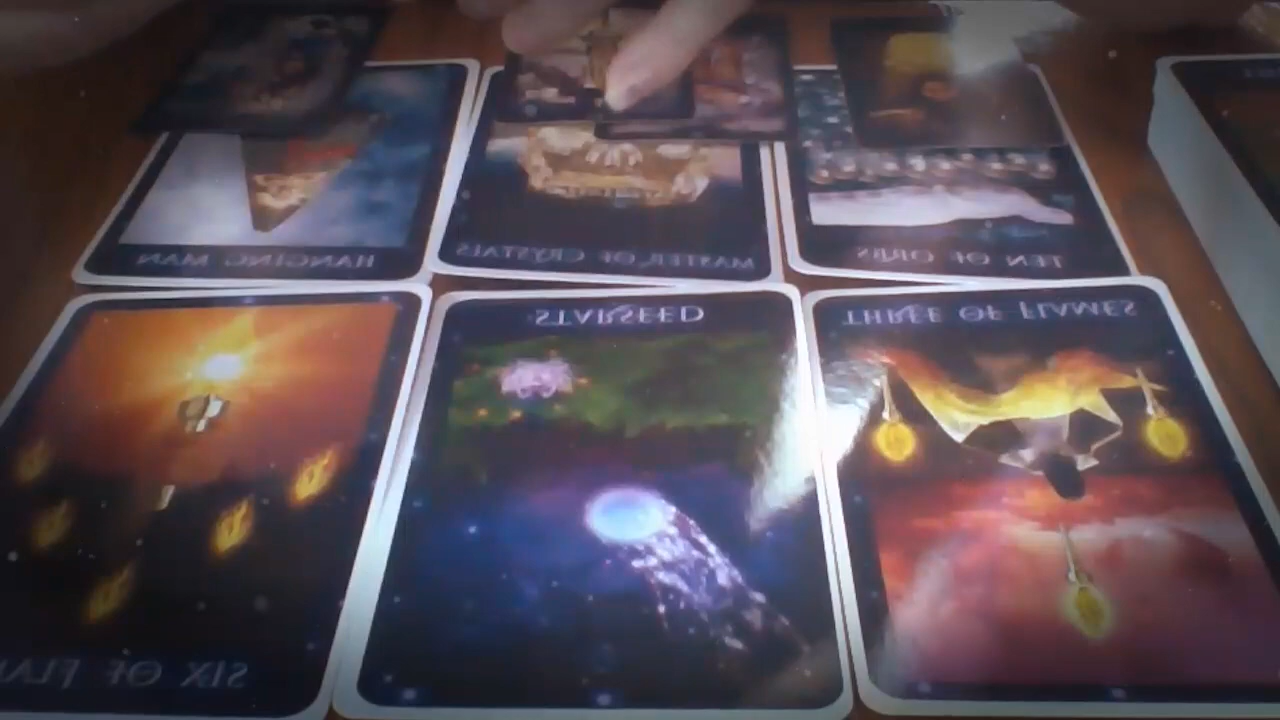 HANGING MAN
MASTER OF CRYSTALS
TEN OF ORBS
STARSEED
THREE OF FLAMES
SIX OF FLA